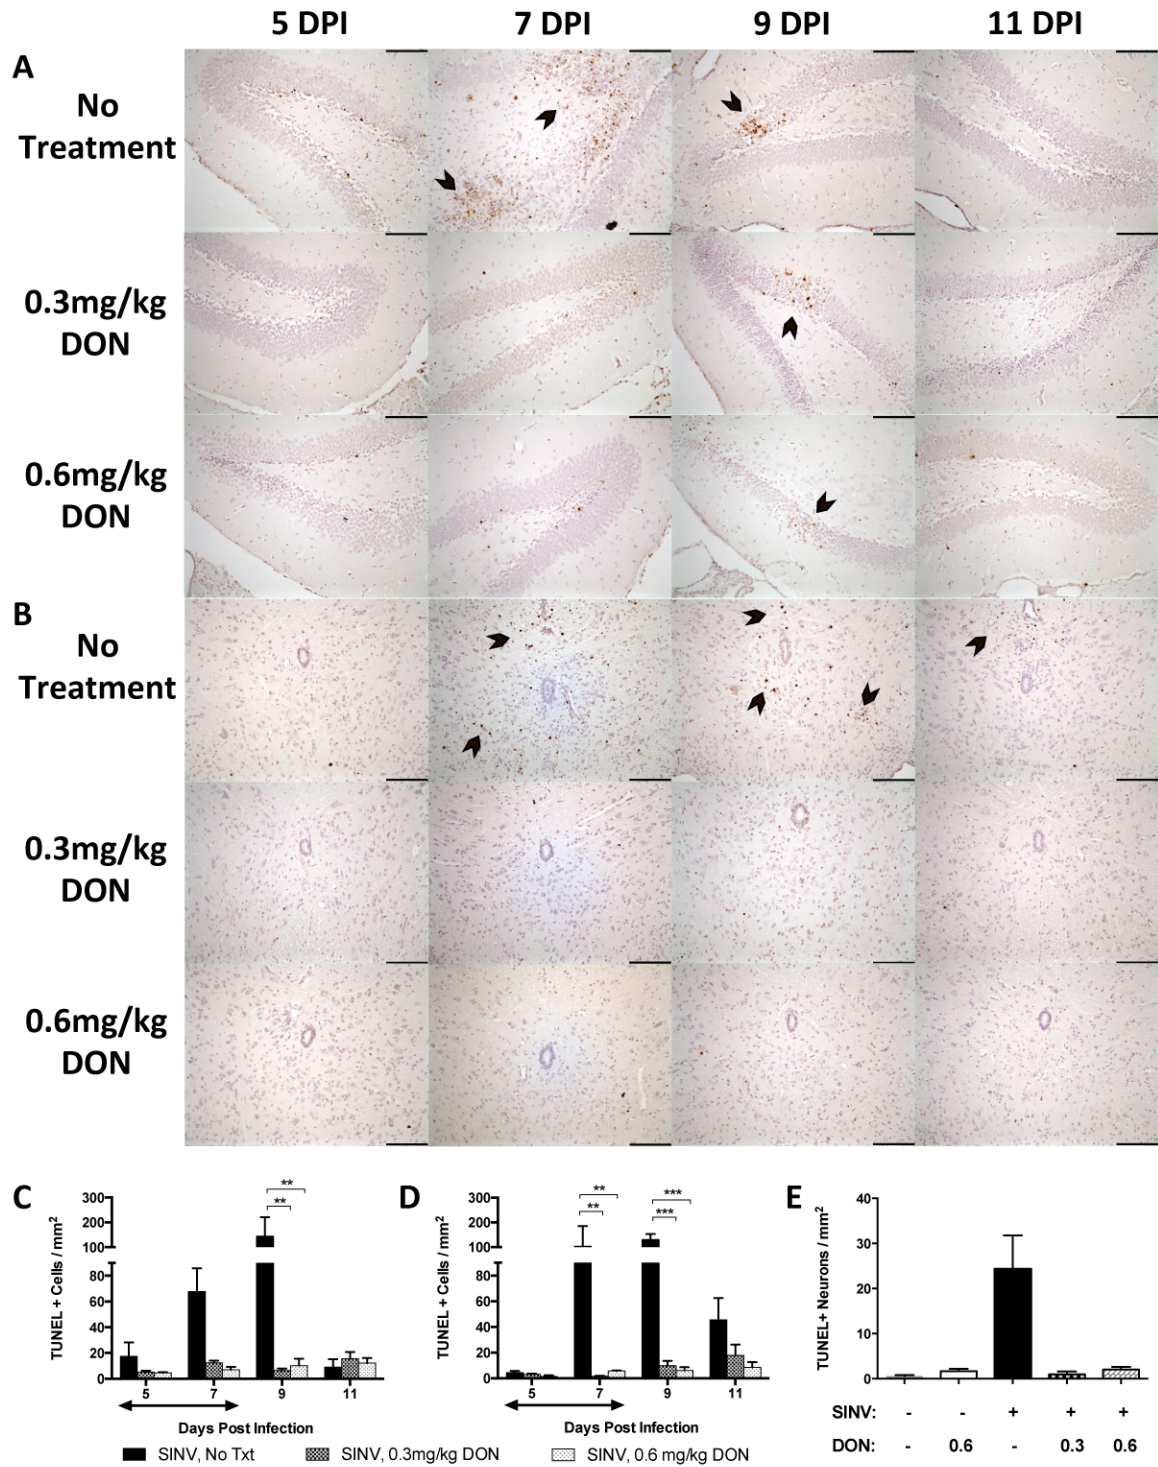 5 DPI 7 DPI 9 DPI 11 DPI
A
No
Treatment
0.3mg/kg
DON
0.6mg/kg
DON
B
No
Treatment
0.3mg/kg
DON
0.6mg/kg
DON
C
TUNEL + Cells / mm²
300
200
100
80
60
40
20
0
** 
**
5 7 9 11
Days Post Infection
D
TUNEL + Cells / mm²
300
200
100
80
60
40
20
0
**
**
***
***
5 7 9 11
Days Post Infection
SINV, No Txt SINV, 0.3mg/kg DON SINV, 0.6 mg/kg DON
E
TUNEL+ Neurons / mm²
40
30
20
10
0
SINV: - - + + +
DON: - 0.6 - 0.3 0.6